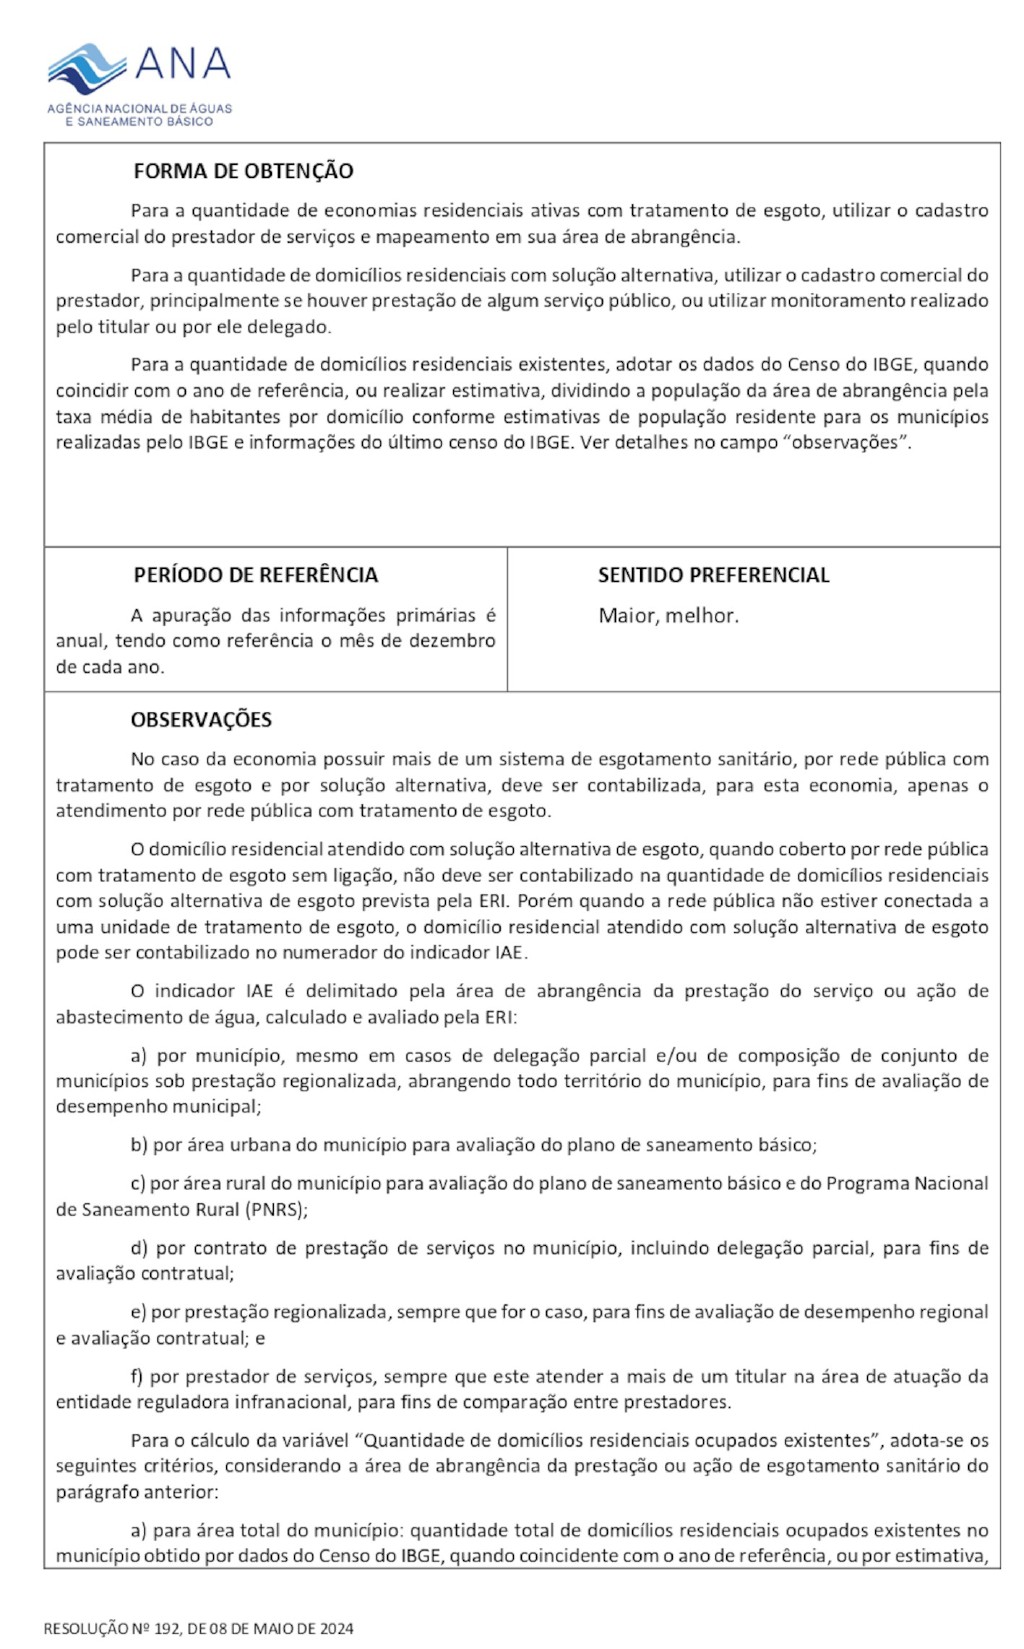 ANA
AGÊNCIA NACIONAL DE ÁGUAS
E SANEAMENTO BÁSICO
FORMA DE OBTENÇÃO
Para a quantidade de economias residenciais ativas com tratamento de esgoto, utilizar o cadastro
comercial do prestador de serviços e mapeamento em sua área de abrangência.
Para a quantidade de domicílios residenciais com solução alternativa, utilizar o cadastro comercial do
prestador, principalmente se houver prestação de algum serviço público, ou utilizar monitoramento realizado
pelo titular ou por ele delegado.
Para a quantidade de domicílios residenciais existentes, adotar os dados do Censo do IBGE, quando
coincidir com o ano de referência, ou realizar estimativa, dividindo a população da área de abrangência pela
taxa média de habitantes por domicílio conforme estimativas de população residente para os municípios
realizadas pelo IBGE e informações do último censo do IBGE. Ver detalhes no campo “observações”.
PERÍODO DE REFERÊNCIA
A apuração das informações primárias é
anual, tendo como referência o mês de dezembro
de cada ano.
SENTIDO PREFERENCIAL
Maior, melhor.
OBSERVAÇÕES
No caso da economia possuir mais de um sistema de esgotamento sanitário, por rede pública com
tratamento de esgoto e por solução alternativa, deve ser contabilizada, para esta economia, apenas o
atendimento por rede pública com tratamento de esgoto.
O domicílio residencial atendido com solução alternativa de esgoto, quando coberto por rede pública
com tratamento de esgoto sem ligação, não deve ser contabilizado na quantidade de domicílios residenciais
com solução alternativa de esgoto prevista pela ERI. Porém quando a rede pública não estiver conectada a
uma unidade de tratamento de esgoto, o domicílio residencial atendido com solução alternativa de esgoto
pode ser contabilizado no numerador do indicador IAE.
O indicador IAE é delimitado pela área de abrangência da prestação do serviço ou ação de
abastecimento de água, calculado e avaliado pela ERI:
a) por município, mesmo em casos de delegação parcial e/ou de composição de conjunto de
municípios sob prestação regionalizada, abrangendo todo território do município, para fins de avaliação de
desempenho municipal;
b) por área urbana do município para avaliação do plano de saneamento básico;
c) por área rural do município para avaliação do plano de saneamento básico e do Programa Nacional
de Saneamento Rural (PNRS);
d) por contrato de prestação de serviços no município, incluindo delegação parcial, para fins de
avaliação contratual;
e) por prestação regionalizada, sempre que for o caso, para fins de avaliação de desempenho regional
e avaliação contratual; e
f) por prestador de serviços, sempre que este atender a mais de um titular na área de atuação da
entidade reguladora infranacional, para fins de comparação entre prestadores.
Para o cálculo da variável “Quantidade de domicílios residenciais ocupados existentes”, adota-se os
seguintes critérios, considerando a área de abrangência da prestação ou ação de esgotamento sanitário do
parágrafo anterior:
a) para área total do município: quantidade total de domicílios residenciais ocupados existentes no
município obtido por dados do Censo do IBGE, quando coincidente com o ano de referência, ou por estimativa,
RESOLUÇÃO Nº 192, DE 08 DE MAIO DE 2024